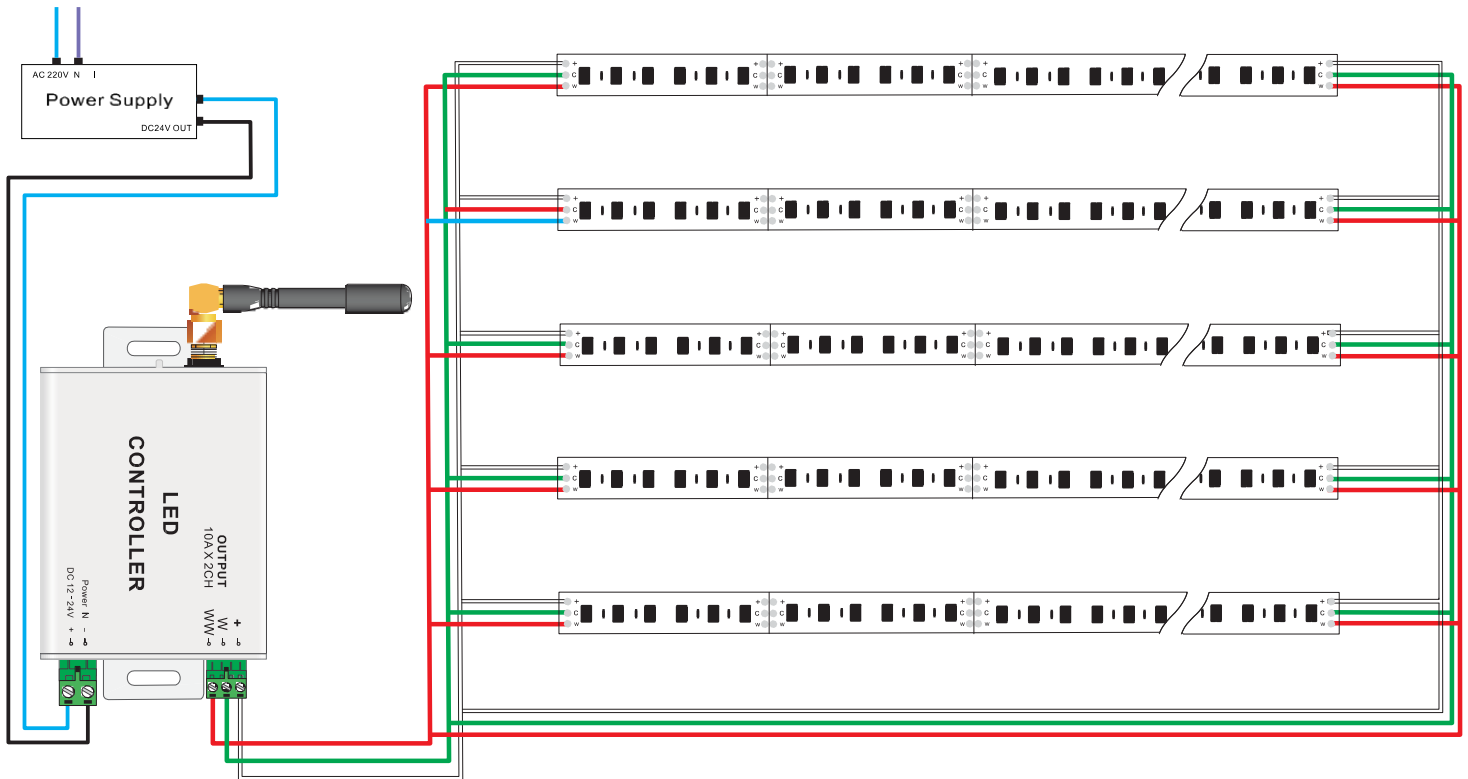 AC 220V N I
Power Supply
DC24V OUT
LED
CONTROLLER
OUTPUT
10A X 2CH
WW W +
Power N -
DC 12-24V +
+ + + + + +
C C
W W W W W W
+ + + + + +
C C
W W W W W W
+ + + + + +
C C
W W W W W W
+ + + + + +
C C
W W W W W W
+ + + + + +
C C
W W W W W W